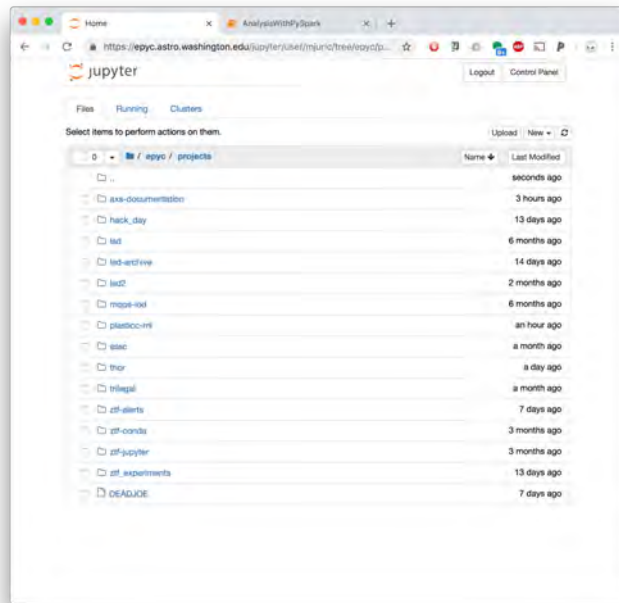 Home
AnalysisWithPySpark
https://epyc.astro.washington.edu/jupyter/user/mjuric/tree/epyc/p...
jupyter
Logout
Control Panel
Files
Running
Clusters
Select items to perform actions on them.
Upload
New
0
/ epyc / projects
Name
Last Modified
..
seconds ago
axs-documentation
3 hours ago
hack_day
13 days ago
lsd
6 months ago
lsd-archive
14 days ago
lsd2
2 months ago
mops-iod
6 months ago
plasticc-ml
an hour ago
a month ago
thor
a day ago
trilegal
a month ago
ztf-alerts
7 days ago
ztf-conda
3 months ago
ztf-jupyter
3 months ago
ztf_experiments
13 days ago
DEADJOE
7 days ago